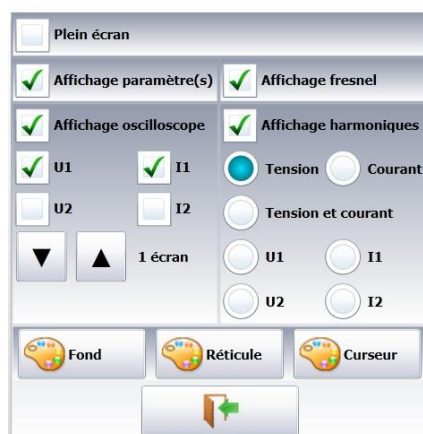 Plein écran
Affichage paramètre(s)
Affichage fresnel
Affichage oscilloscope
U1
I1
U2
I2
1 écran
Affichage harmoniques
Tension
Courant
Tension et courant
U1
I1
U2
I2
Fond
Réticule
Curseur